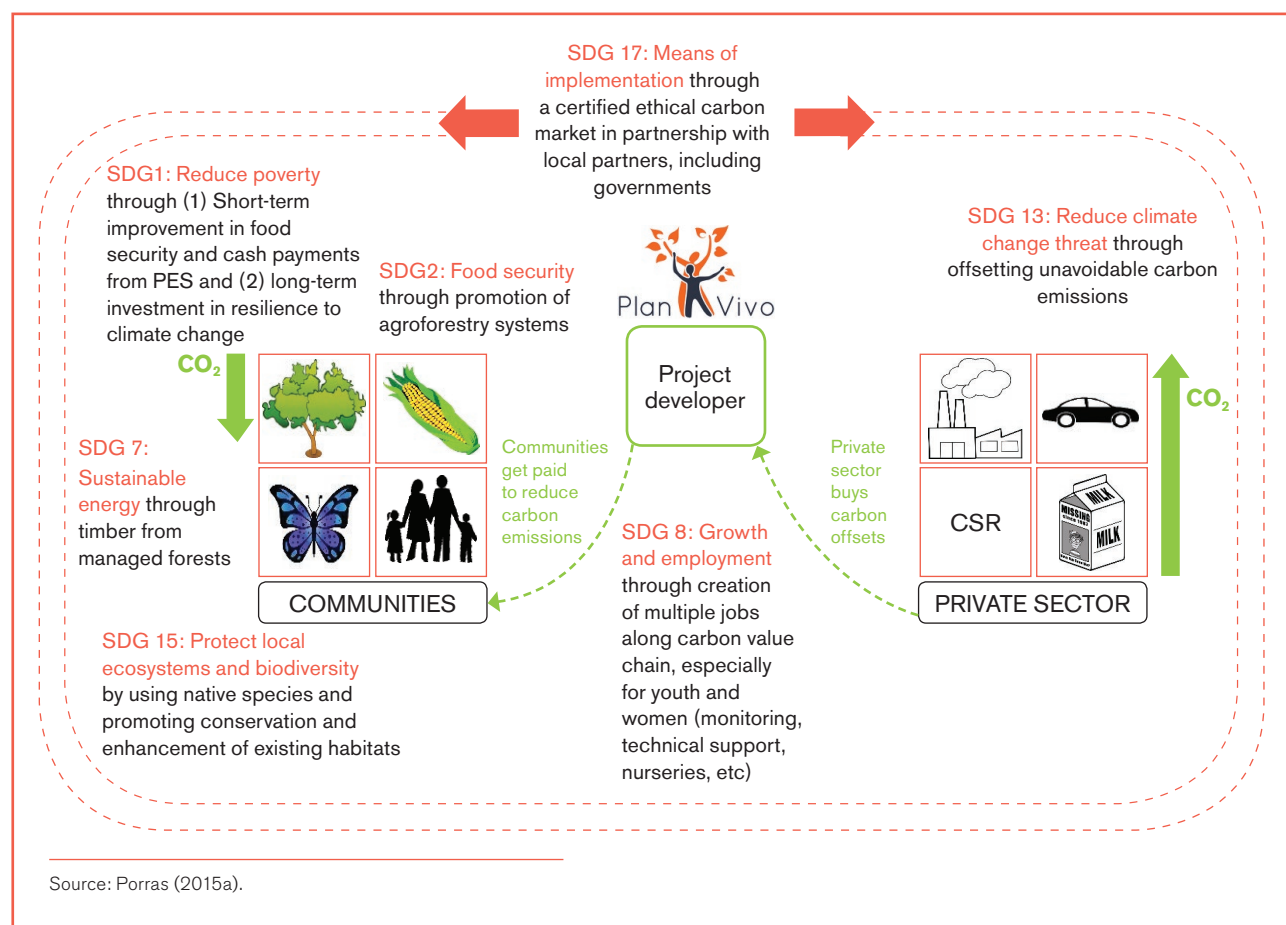 SDG 17: Means of
implementation through
a certified ethical carbon
market in partnership with
local partners, including
governments
SDG1: Reduce poverty
through (1) Short-term
improvement in food
security and cash payments
from PES and (2) long-term
investment in resilience to
climate change
SDG2: Food security
through promotion of
agroforestry systems
Plan Vivo
SDG 13: Reduce climate
change threat through
offsetting unavoidable carbon
emissions
CO₂
Project
developer
CO₂
SDG 7:
Sustainable
energy through
timber from
managed forests
Communities
get paid
to reduce
carbon
emissions
Private
sector
buys
carbon
offsets
CSR
MILK
MISSING
MILK
COMMUNITIES
SDG 8: Growth
and employment
through creation
of multiple jobs
along carbon value
chain, especially
for youth and
women (monitoring,
technical support,
nurseries, etc)
PRIVATE SECTOR
SDG 15: Protect local
ecosystems and biodiversity
by using native species and
promoting conservation and
enhancement of existing habitats
Source: Porras (2015a).